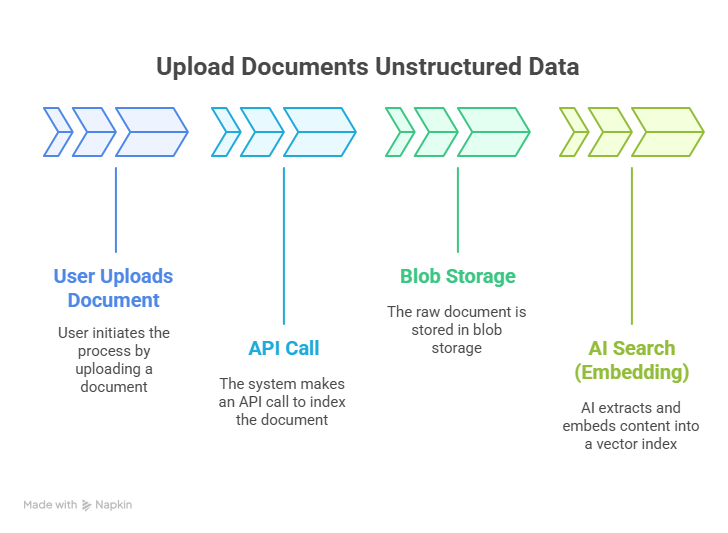 Upload Documents Unstructured Data
User Uploads
Document
User initiates the
process by
uploading a
document
API Call
The system makes
an API call to index
the document
Blob Storage
The raw document is
stored in blob
storage
AI Search
(Embedding)
AI extracts and
embeds content into
a vector index
Made with Napkin